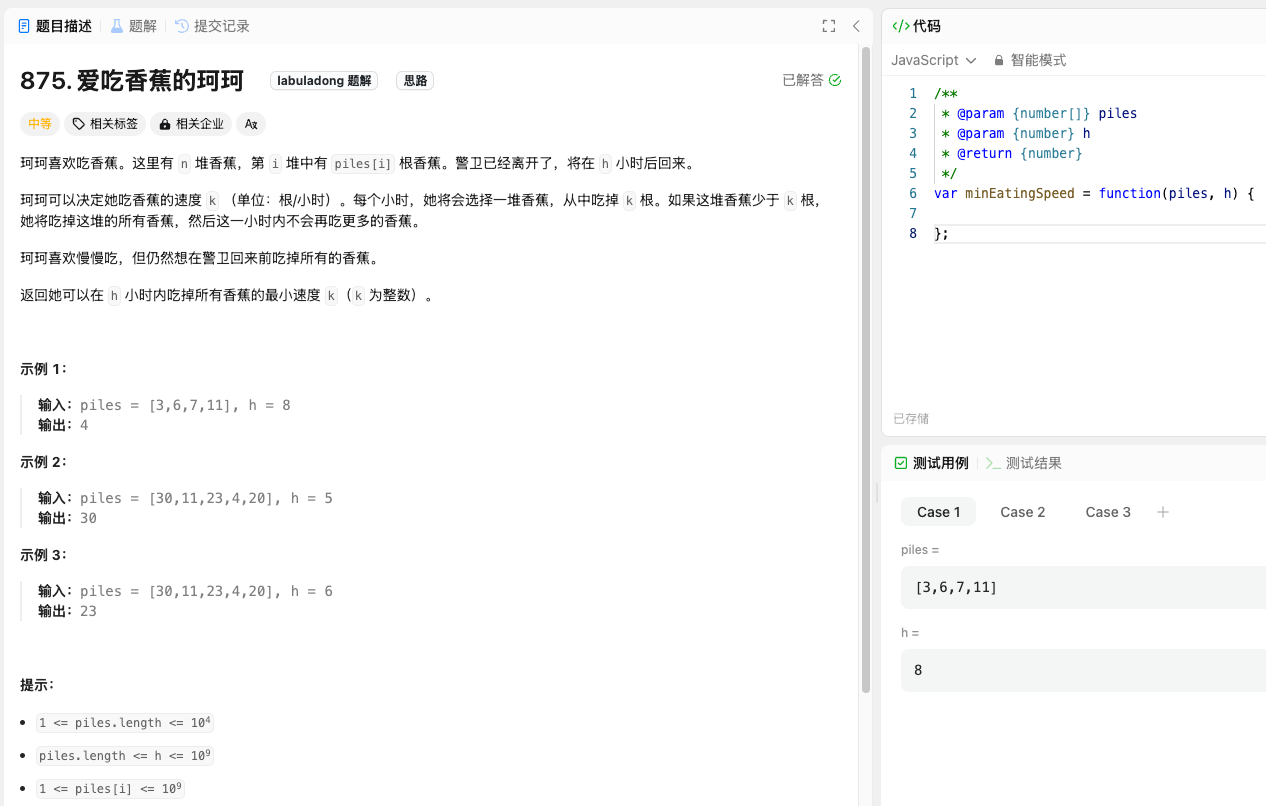 题目描述 题解 提交记录
875. 爱吃香蕉的珂珂 labuladong 题解 思路 已解答
中等 相关标签 相关企业 Aあ
珂珂喜欢吃香蕉。这里有 n 堆香蕉，第 i 堆中有 piles[i] 根香蕉。警卫已经离开了，将在 h 小时后回来。
珂珂可以决定她吃香蕉的速度 k （单位：根/小时）。每个小时，她将会选择一堆香蕉，从中吃掉 k 根。如果这堆香蕉少于 k 根，
她将吃掉这堆的所有香蕉，然后这一小时内不会再吃更多的香蕉。
珂珂喜欢慢慢吃，但仍然想在警卫回来前吃掉所有的香蕉。
返回她可以在 h 小时内吃掉所有香蕉的最小速度 k（k 为整数）。
示例 1：
输入：piles = [3,6,7,11], h = 8
输出：4
示例 2：
输入：piles = [30,11,23,4,20], h = 5
输出：30
示例 3：
输入：piles = [30,11,23,4,20], h = 6
输出：23
提示：
1 <= piles.length <= 10⁴
piles.length <= h <= 10⁹
1 <= piles[i] <= 10⁹
</> 代码
JavaScript 智能模式
1 /**
2 * @param {number[]} piles
3 * @param {number} h
4 * @return {number}
5 */
6 var minEatingSpeed = function(piles, h) {
7
8 };
已存储
测试用例 >_ 测试结果
Case 1 Case 2 Case 3 +
piles =
[3,6,7,11]
h =
8